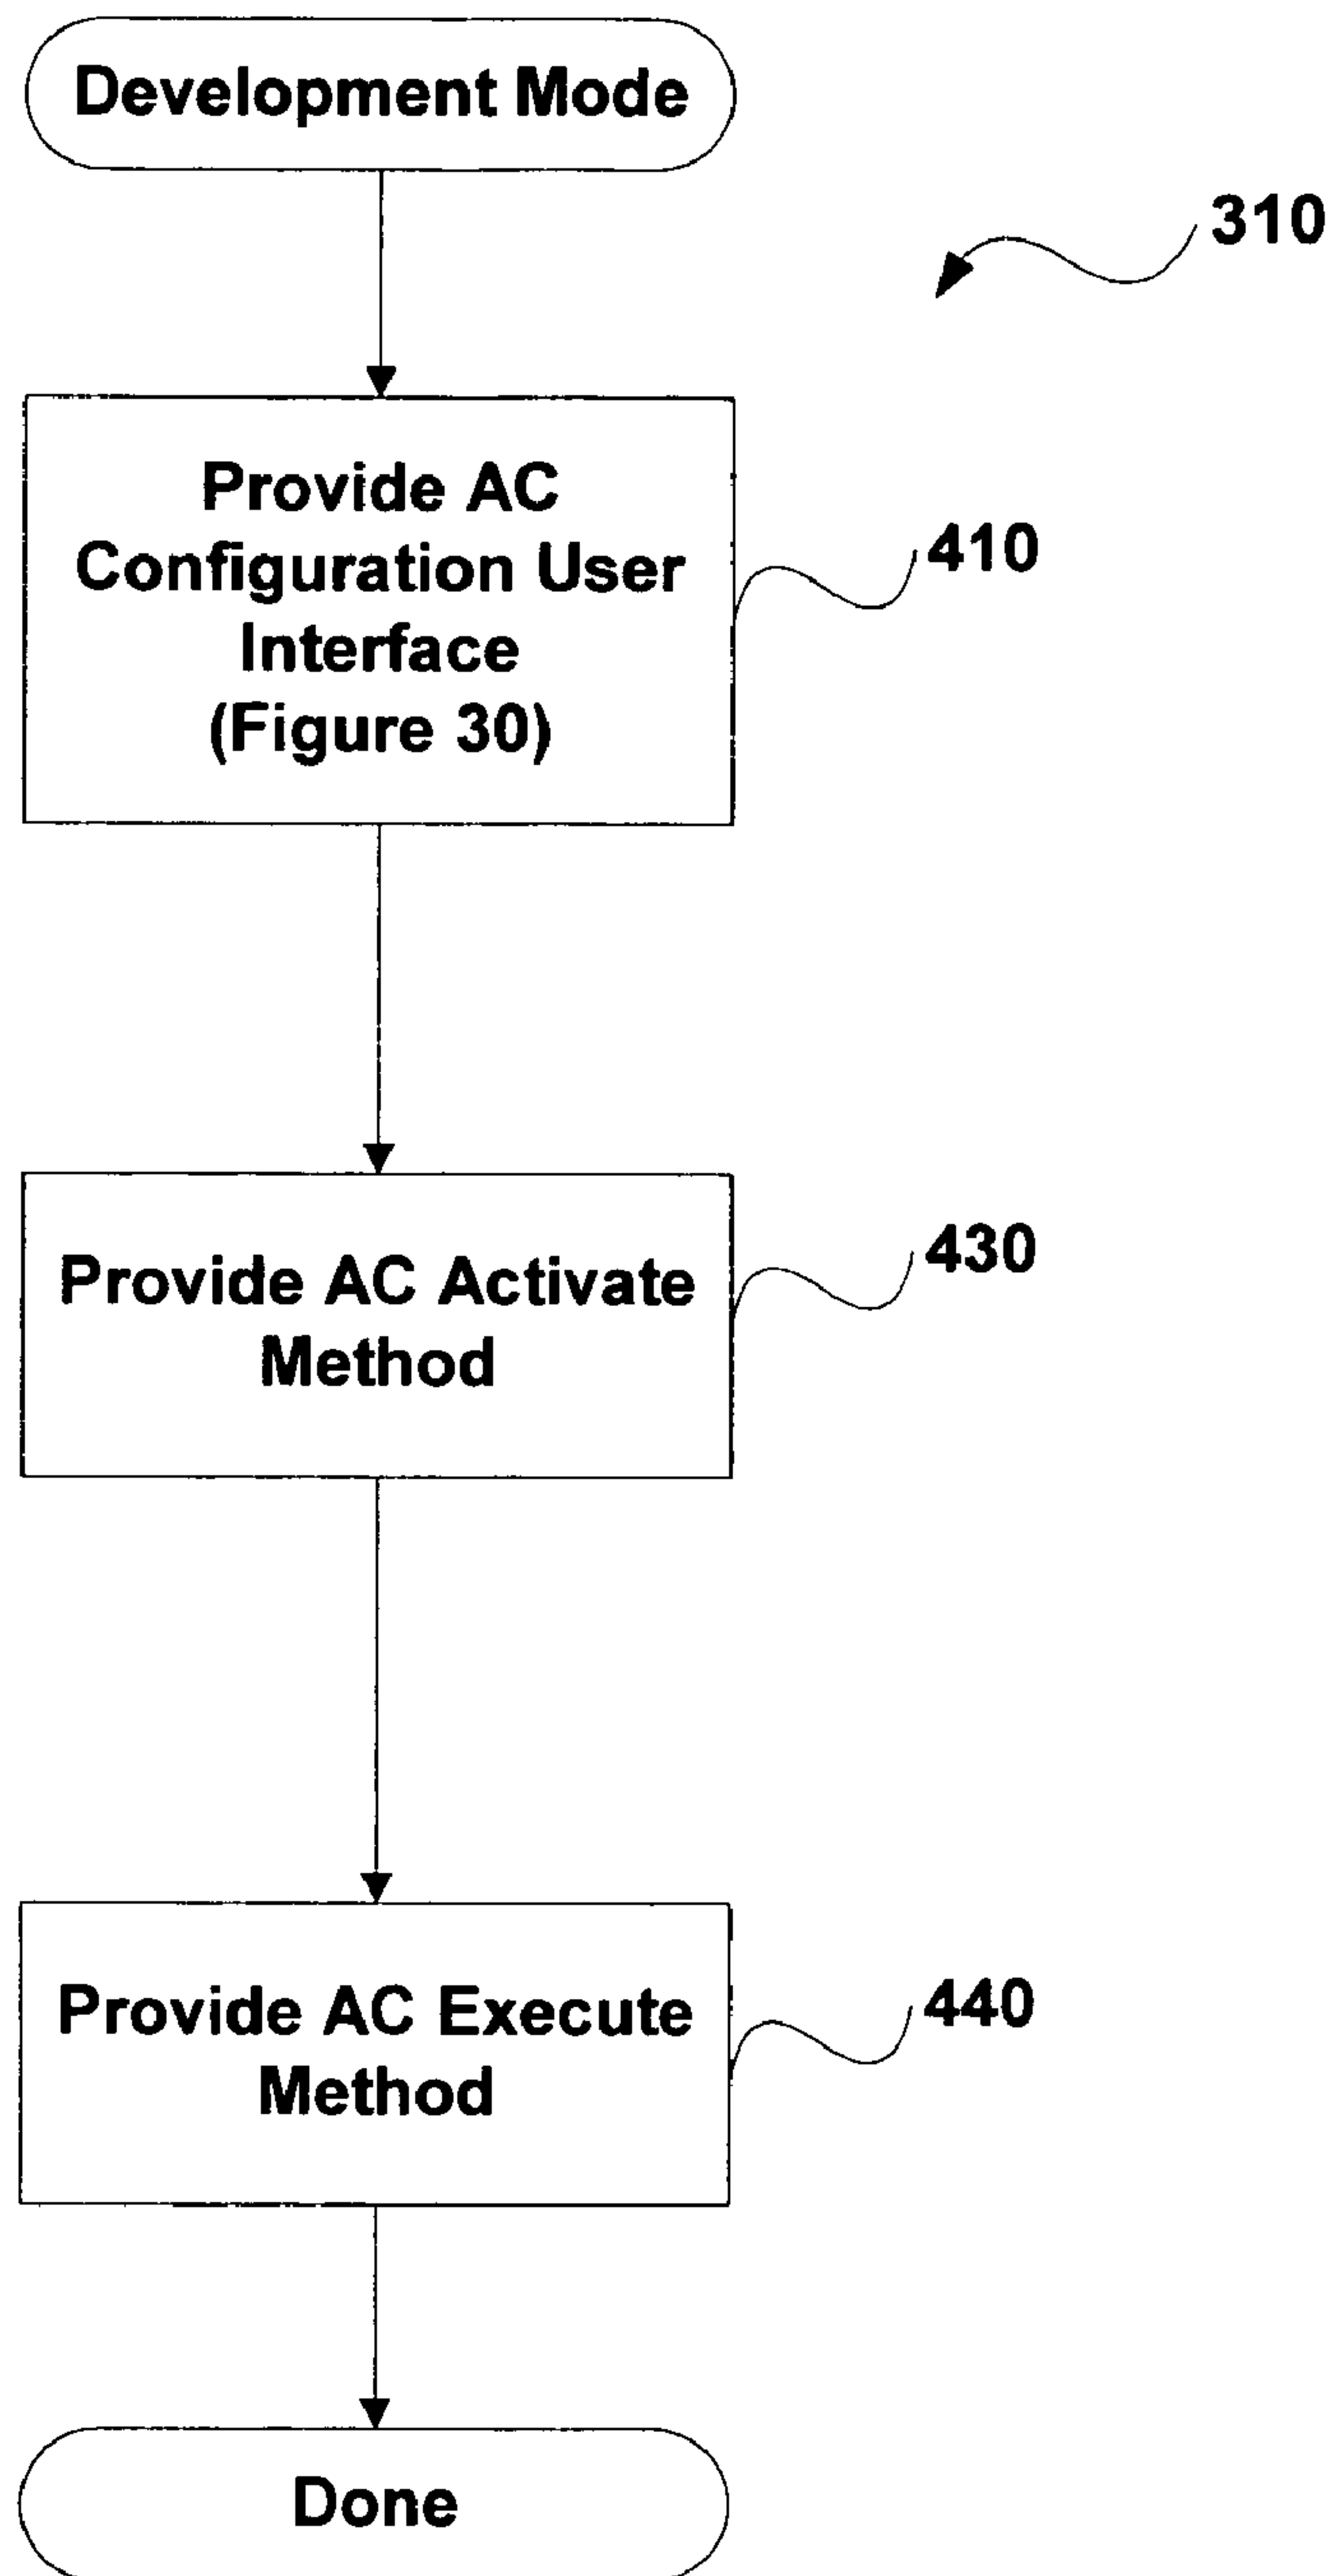 Development Mode
310
Provide AC
Configuration User
Interface
(Figure 30)
410
Provide AC Activate
Method
430
Provide AC Execute
Method
440
Done